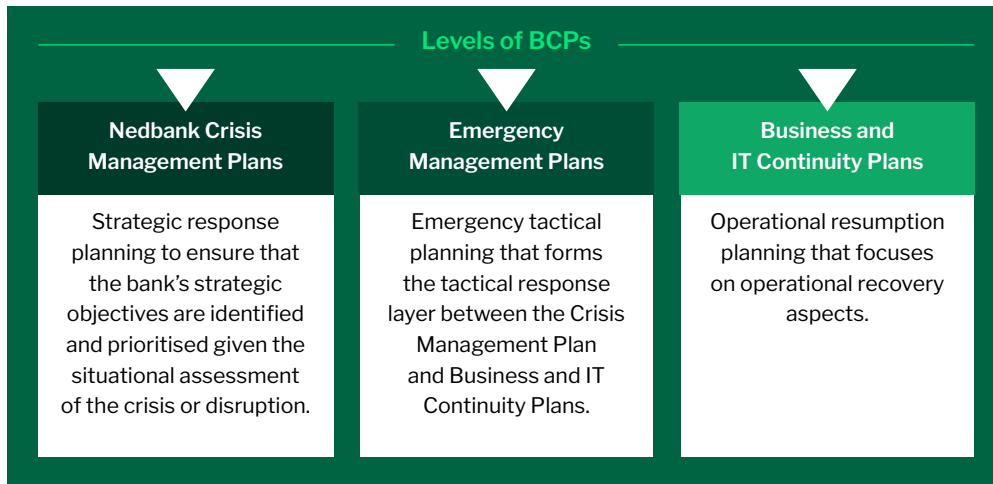 Levels of BCPs
Nedbank Crisis
Management Plans
Strategic response
planning to ensure that
the bank's strategic
objectives are identified
and prioritised given the
situational assessment
of the crisis or disruption.
Emergency
Management Plans
Emergency tactical
planning that forms
the tactical response
layer between the Crisis
Management Plan
and Business and IT
Continuity Plans.
Business and
IT Continuity Plans
Operational resumption
planning that focuses
on operational recovery
aspects.